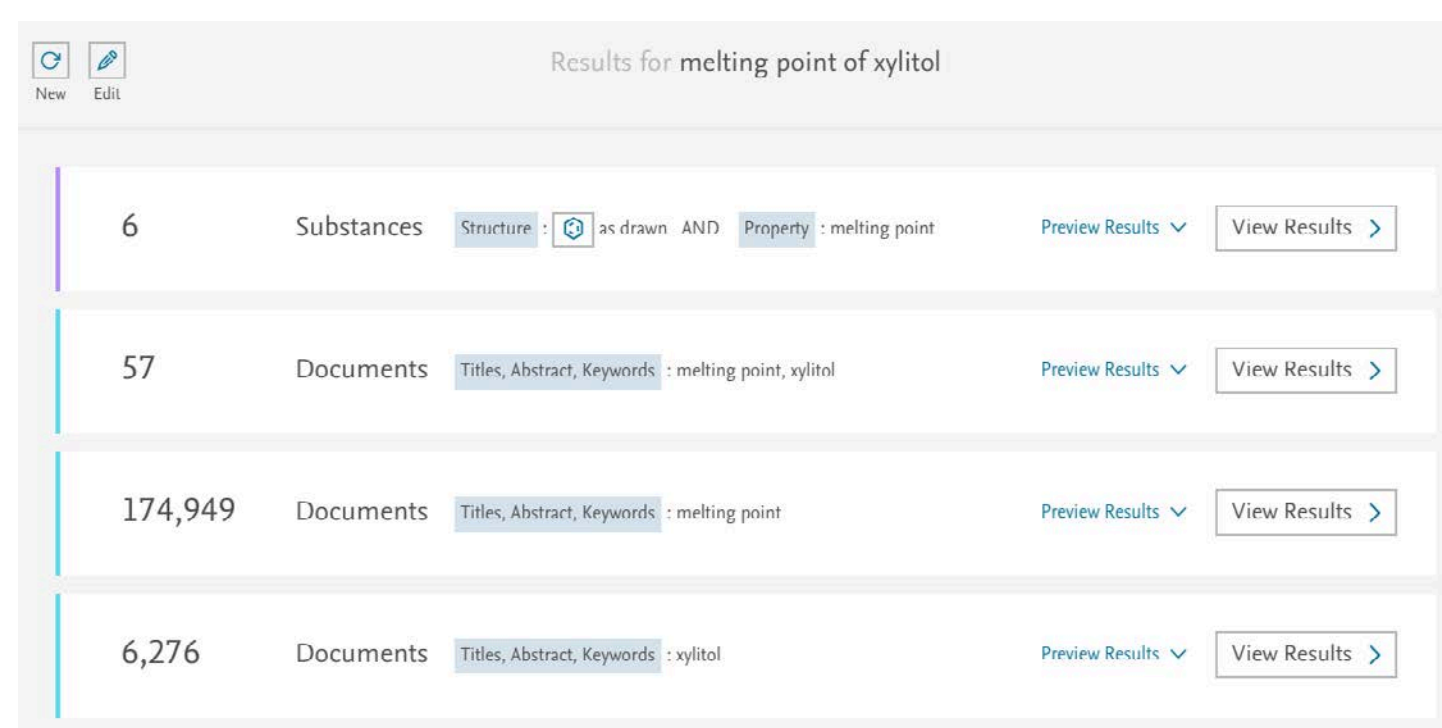 Results for melting point of xylitol
New Edit
6 Substances Structure : as drawn AND Property : melting point Preview Results View Results
57 Documents Titles, Abstract, Keywords : melting point, xylitol Preview Results View Results
174,949 Documents Titles, Abstract, Keywords : melting point Preview Results View Results
6,276 Documents Titles, Abstract, Keywords : xylitol Preview Results View Results